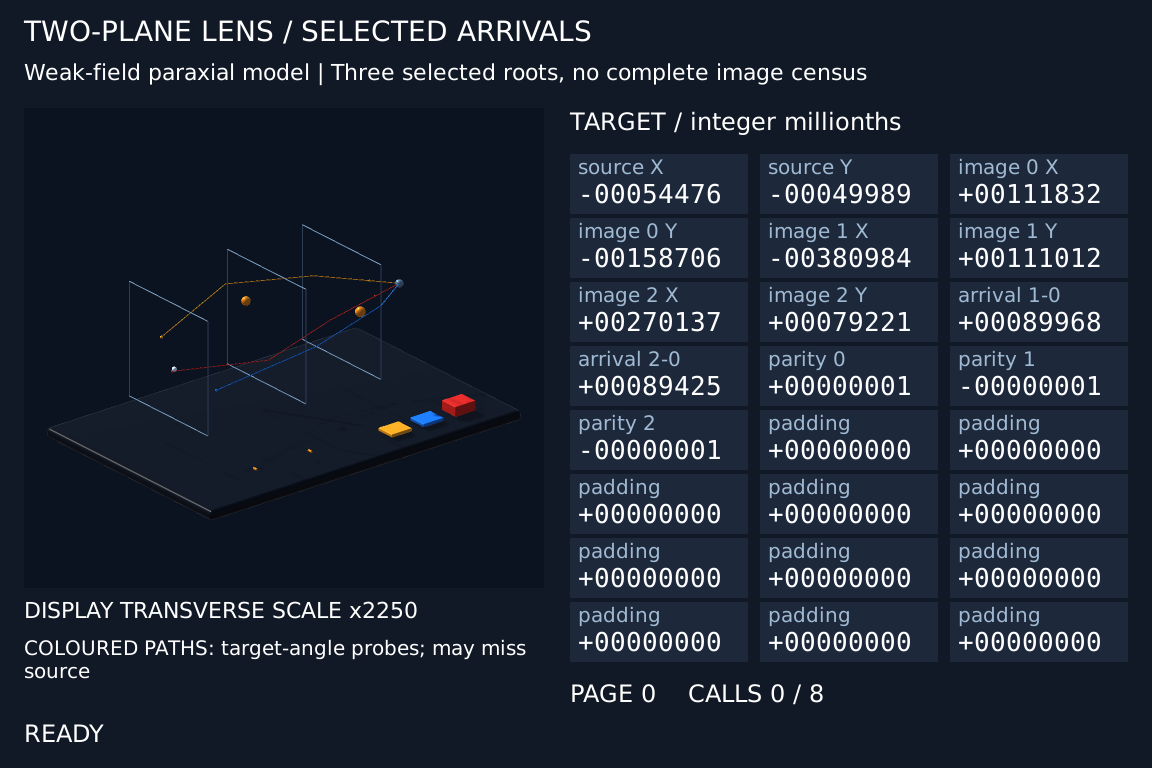 TWO-PLANE LENS / SELECTED ARRIVALS
Weak-field paraxial model | Three selected roots, no complete image census
TARGET / integer millionths
source X
-00054476
source Y
-00049989
image 0 X
+00111832
image 0 Y
-00158706
image 1 X
-00380984
image 1 Y
+00111012
image 2 X
+00270137
image 2 Y
+00079221
arrival 1-0
+00089968
arrival 2-0
+00089425
parity 0
+00000001
parity 1
-00000001
parity 2
-00000001
padding
+00000000
padding
+00000000
padding
+00000000
padding
+00000000
padding
+00000000
padding
+00000000
padding
+00000000
padding
+00000000
padding
+00000000
padding
+00000000
padding
+00000000
PAGE 0 CALLS 0 / 8
DISPLAY TRANSVERSE SCALE x2250
COLOURED PATHS: target-angle probes; may miss
source
READY